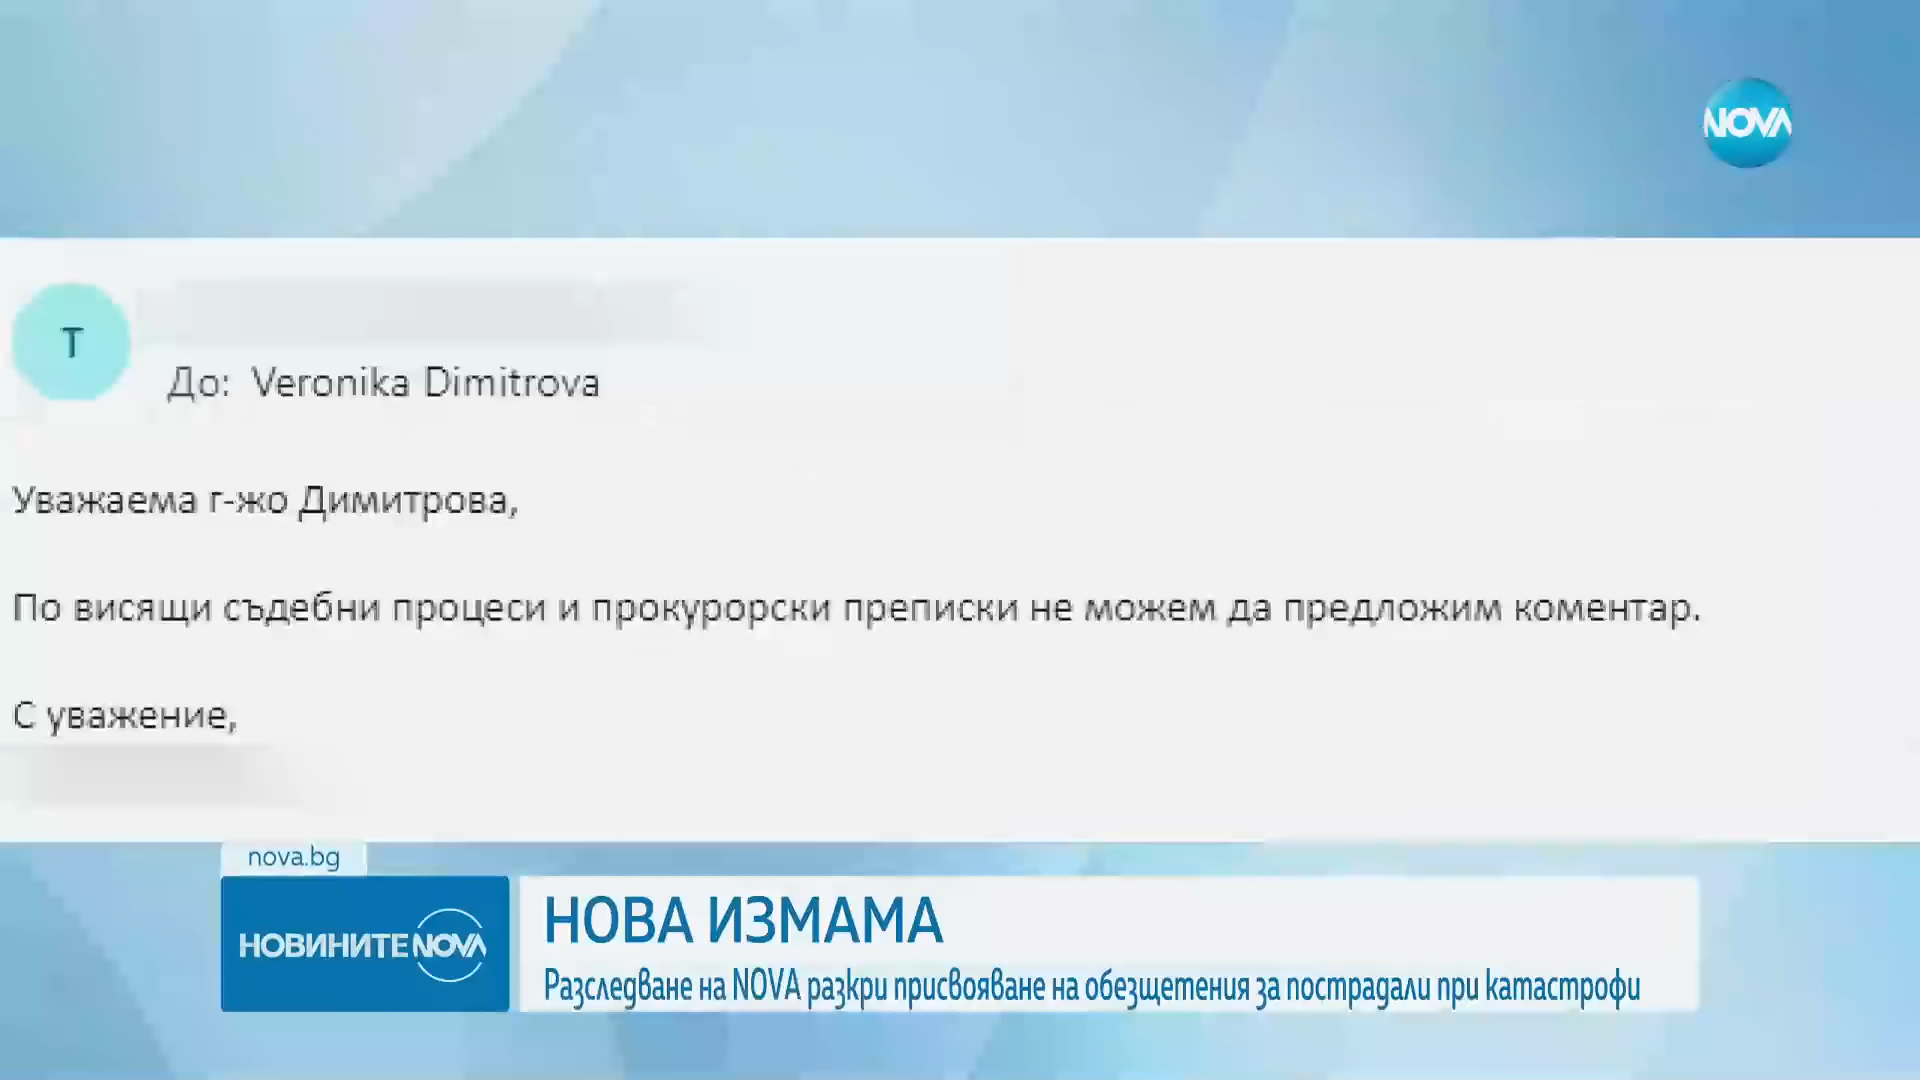 NOVA
T
До: Veronika Dimitrova
Уважаема г-жо Димитрова,
По висящи съдебни процеси и прокурорски преписки не можем да предложим коментар.
С уважение,
nova.bg
НОВИНИТЕ NOVA
НОВА ИЗМАМА
Разследване на NOVA разкри присвояване на обезщетения за пострадали при катастрофи